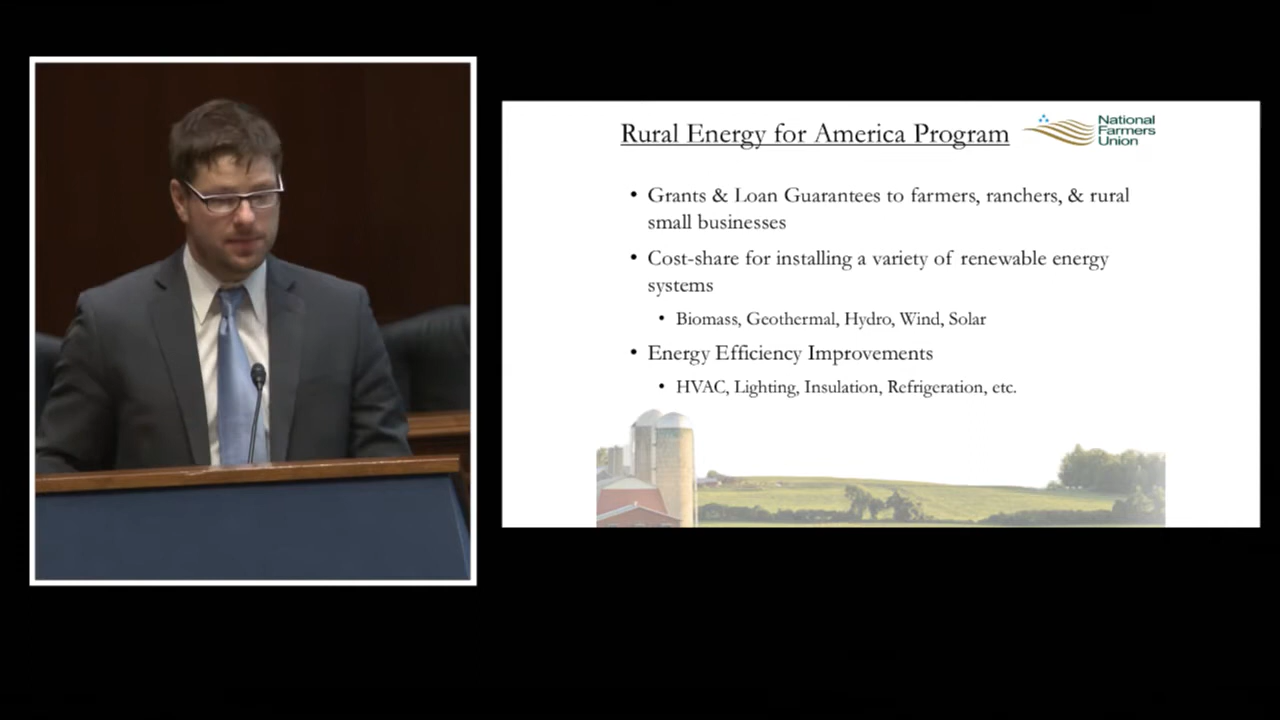 Rural Energy for America Program
National
Farmers
Union
• Grants & Loan Guarantees to farmers, ranchers, & rural
small businesses
• Cost-share for installing a variety of renewable energy
systems
• Biomass, Geothermal, Hydro, Wind, Solar
• Energy Efficiency Improvements
• HVAC, Lighting, Insulation, Refrigeration, etc.